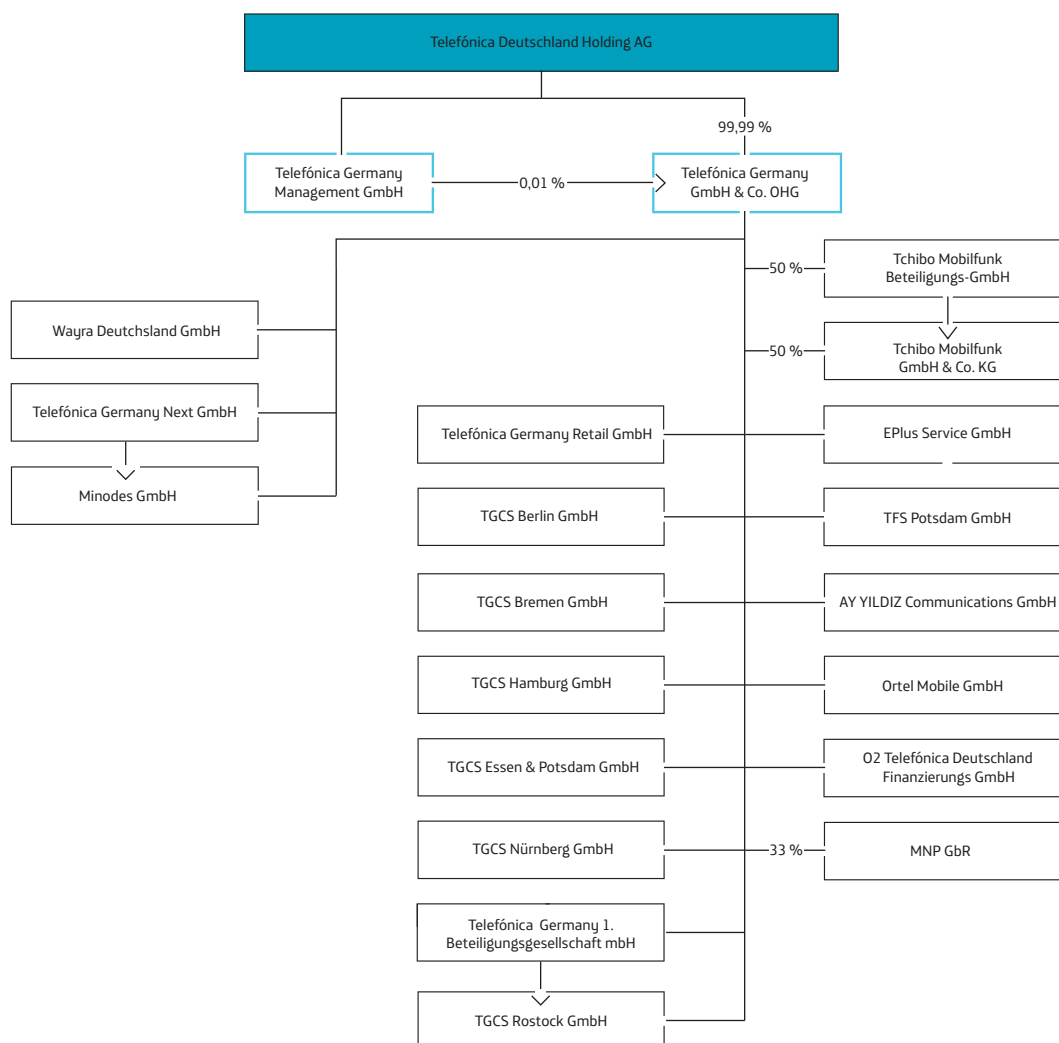 Telefónica Deutschland Holding AG
99,99 %
Telefónica Germany
Management GmbH
0,01 %
Telefónica Germany
GmbH & Co. OHG
50 %
Tchibo Mobilfunk
Beteiligungs-GmbH
Wayra Deutchsland GmbH
50 %
Tchibo Mobilfunk
GmbH & Co. KG
Telefónica Germany Next GmbH
Telefónica Germany Retail GmbH
EPlus Service GmbH
Minodes GmbH
TGCS Berlin GmbH
TFS Potsdam GmbH
TGCS Bremen GmbH
AY YILDIZ Communications GmbH
TGCS Hamburg GmbH
Ortel Mobile GmbH
TGCS Essen & Potsdam GmbH
O2 Telefónica Deutschland
Finanzierungs GmbH
TGCS Nürnberg GmbH
33 %
MNP GbR
Telefónica Germany 1.
Beteiligungsgesellschaft mbH
TGCS Rostock GmbH